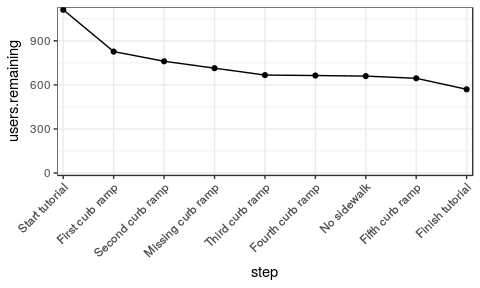 users.remaining
900
600
300
0
Start tutorial
First curb ramp
Second curb ramp
Missing curb ramp
Third curb ramp
Fourth curb ramp
No sidewalk
Fifth curb ramp
Finish tutorial
step